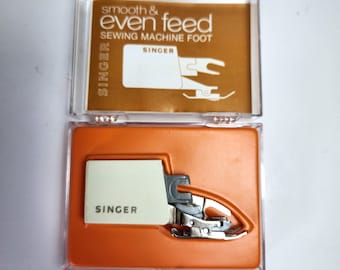 smooth &
even feed
SEWING MACHINE FOOT
SINGER
SINGER
SINGER